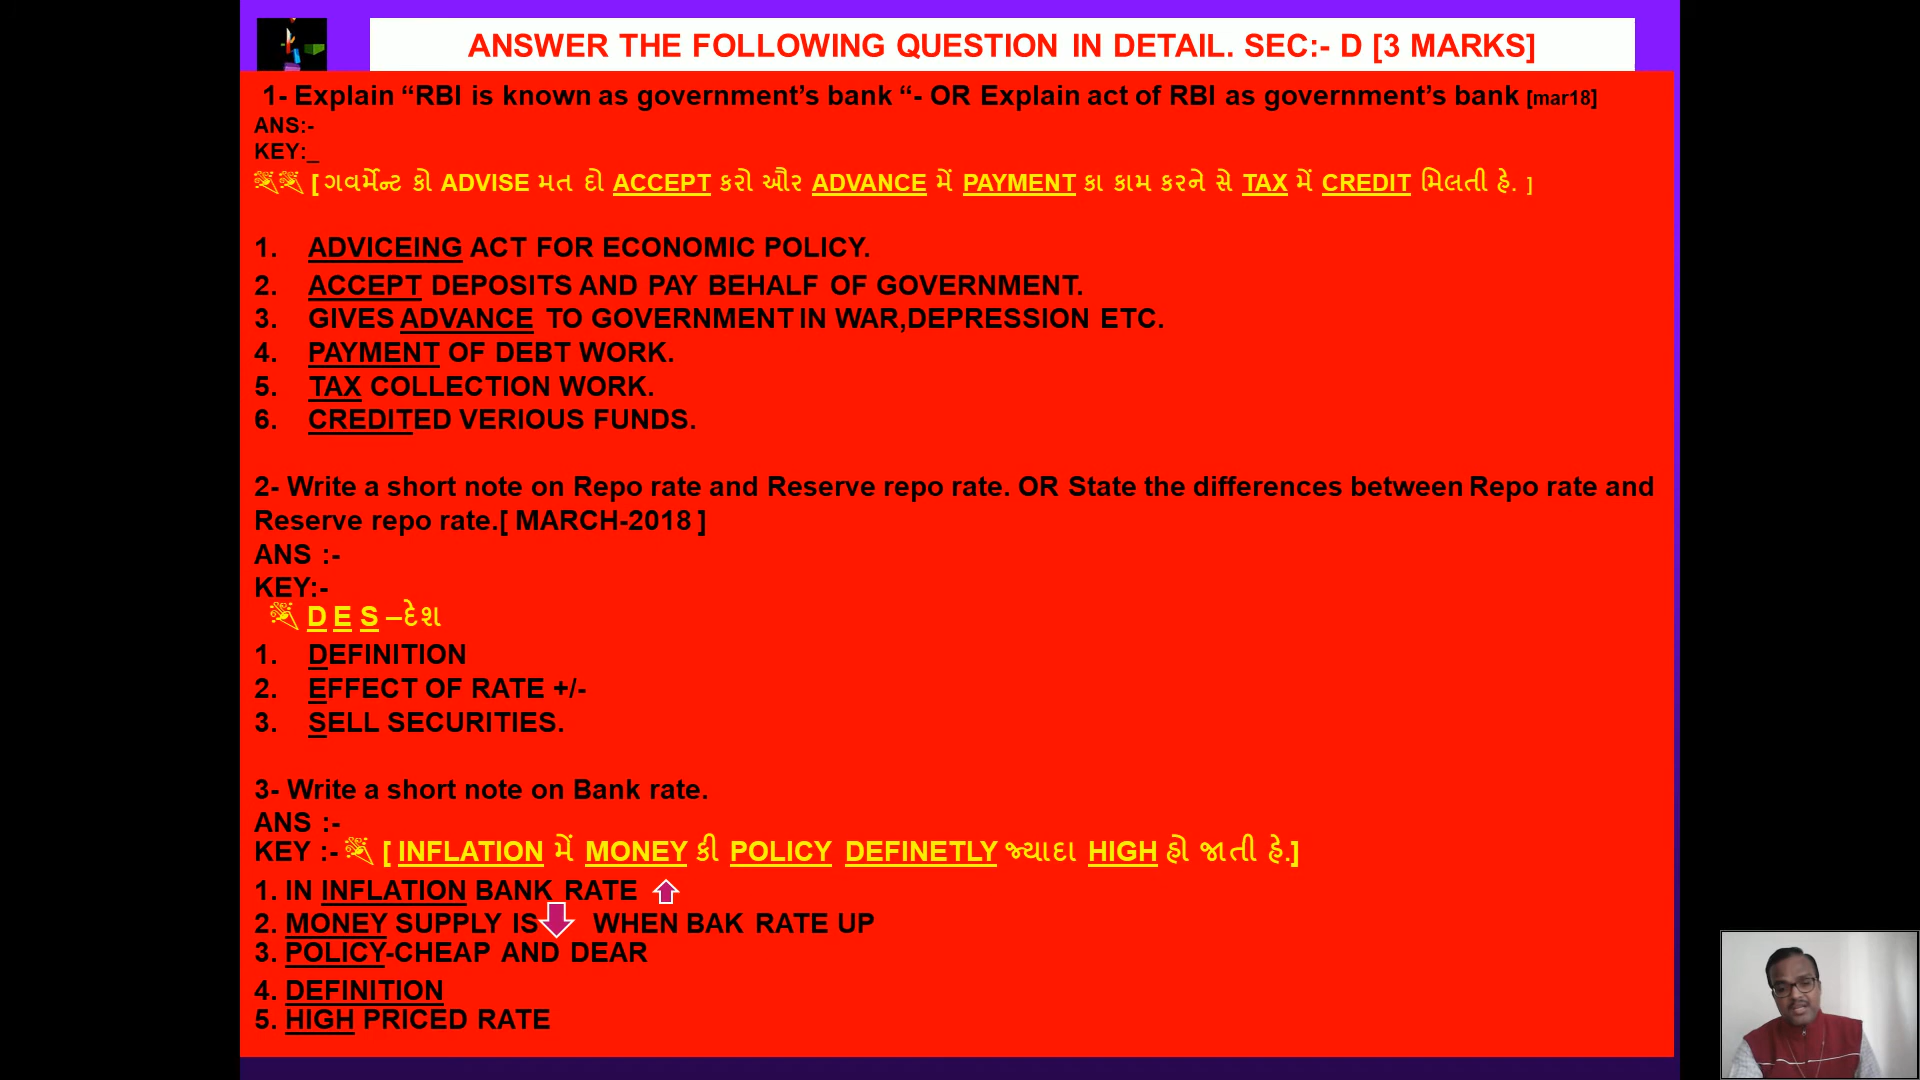 ANSWER THE FOLLOWING QUESTION IN DETAIL. SEC:- D [3 MARKS]
1- Explain “RBI is known as government’s bank “- OR Explain act of RBI as government’s bank [mar18]
ANS:-
KEY:_
[ ગવર્મેન્ટ કો ADVISE મત દો ACCEPT કરો ઔર ADVANCE મેં PAYMENT કા કામ કરને સે TAX મેં CREDIT મિલતી હે. ]
1. ADVICEING ACT FOR ECONOMIC POLICY.
2. ACCEPT DEPOSITS AND PAY BEHALF OF GOVERNMENT.
3. GIVES ADVANCE TO GOVERNMENT IN WAR,DEPRESSION ETC.
4. PAYMENT OF DEBT WORK.
5. TAX COLLECTION WORK.
6. CREDITED VERIOUS FUNDS.
2- Write a short note on Repo rate and Reserve repo rate. OR State the differences between Repo rate and
Reserve repo rate.[ MARCH-2018 ]
ANS :-
KEY:-
D E S –દેશ
1. DEFINITION
2. EFFECT OF RATE +/-
3. SELL SECURITIES.
3- Write a short note on Bank rate.
ANS :-
KEY :- [ INFLATION મેં MONEY કી POLICY DEFINETLY જ્યાદા HIGH હો જાતી હે.]
1. IN INFLATION BANK RATE
2. MONEY SUPPLY IS WHEN BAK RATE UP
3. POLICY-CHEAP AND DEAR
4. DEFINITION
5. HIGH PRICED RATE